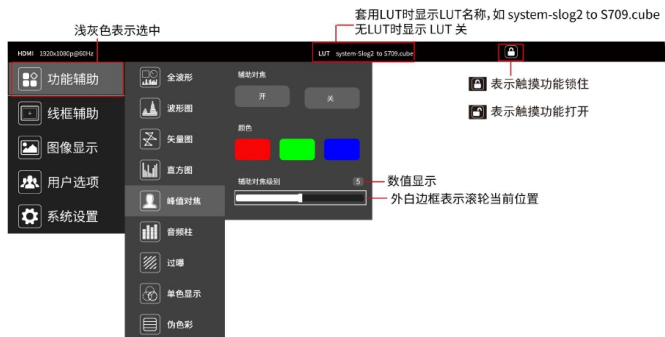 套用LUT时显示LUT名称，如 system-slog2 to S709.cube
浅灰色表示选中
无LUT时显示 LUT 关
HDMI 1920x1080p@60Hz
LUT system-Slog2 to S709.cube
功能辅助
线框辅助
图像显示
用户选项
系统设置
全波形
波形图
矢量图
直方图
峰值对焦
音频柱
过曝
单色显示
伪色彩
辅助对焦
开 关
颜色
辅助对焦级别 5
表示触摸功能锁住
表示触摸功能打开
数值显示
外白边框表示滚轮当前位置